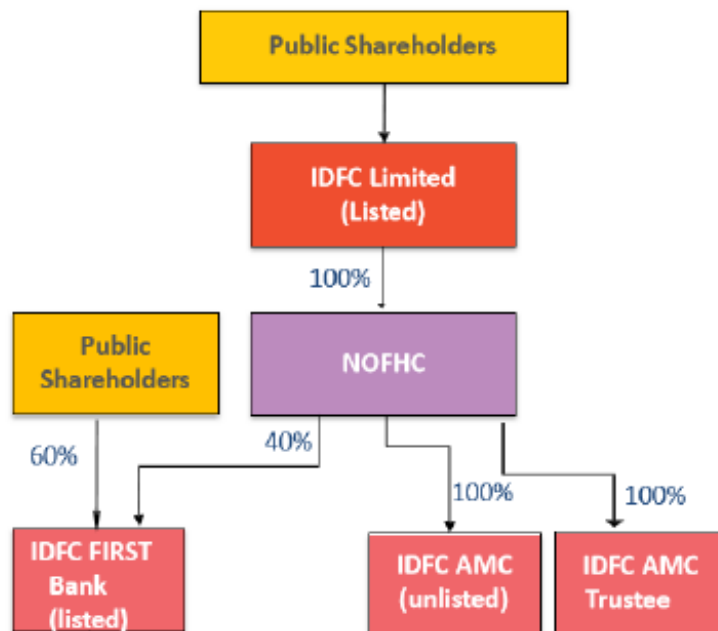 Public Shareholders
IDFC Limited
(Listed)
100%
Public
Shareholders
NOFHC
60%
40%
100%
100%
IDFC FIRST
Bank
(listed)
IDFC AMC
(unlisted)
IDFC AMC
Trustee